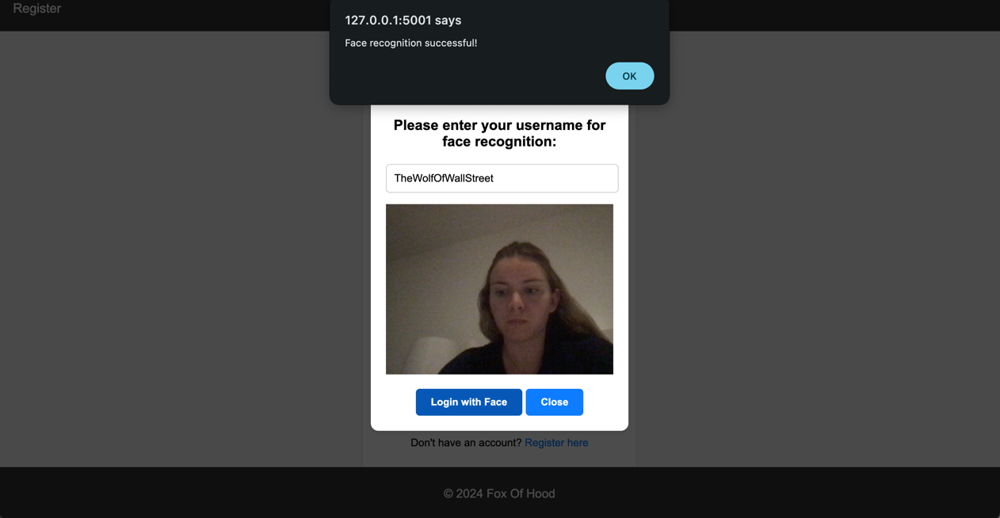 Register
127.0.0.1:5001 says
Face recognition successful!
OK
Please enter your username for
face recognition:
TheWolfOfWallStreet
Login with Face
Close
Don't have an account? Register here
© 2024 Fox Of Hood